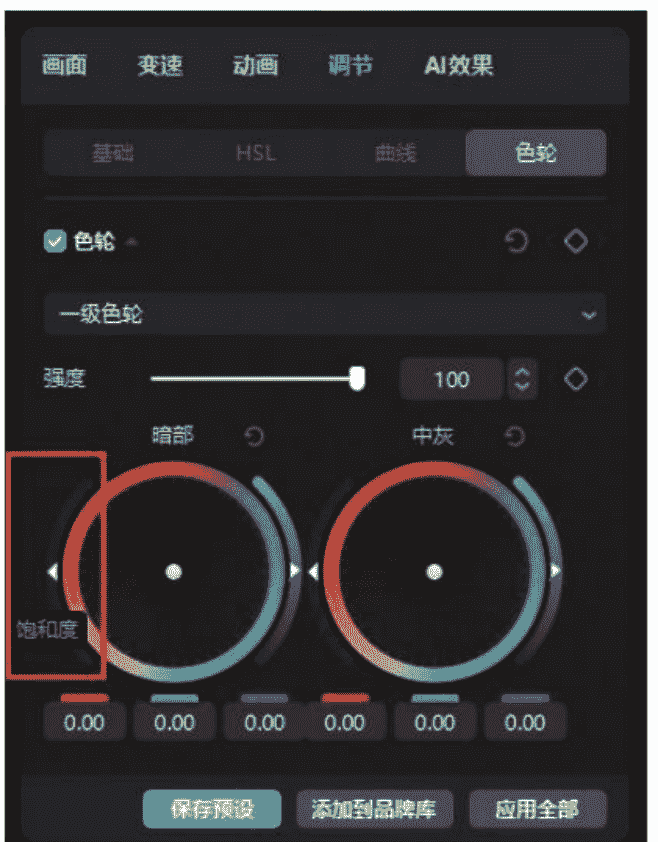 画面 变速 动画 调节 AI效果
基础 HSL 曲线 色轮
色轮
一级色轮
强度 100
暗部 中灰
饱和度
0.00 0.00 0.00 0.00 0.00 0.00
保存预设 添加到品牌库 应用全部